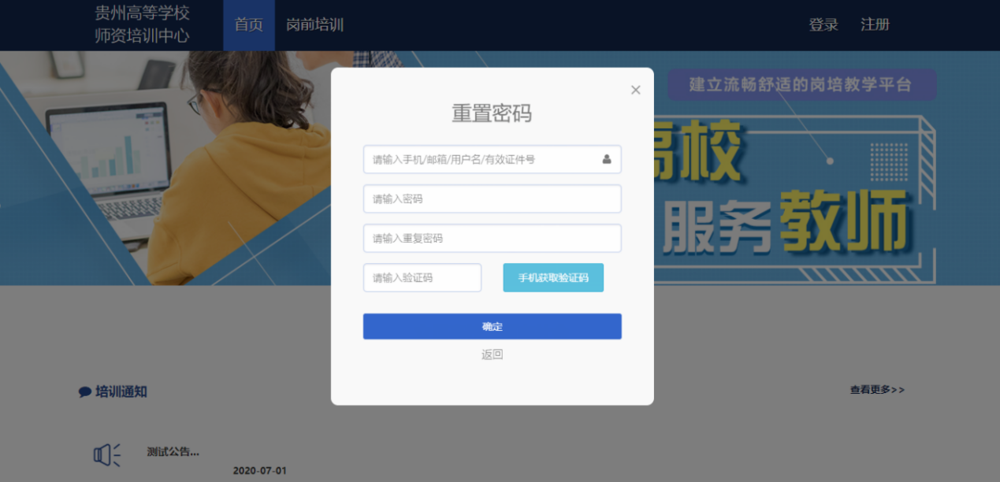 贵州高等学校
师资培训中心
首页
岗前培训
登录
注册
建立流畅舒适的岗培教学平台
高校
服务教师
重置密码
请输入手机/邮箱/用户名/有效证件号
请输入密码
请输入重复密码
请输入验证码
手机获取验证码
确定
返回
培训通知
查看更多>>
测试公告...
2020-07-01